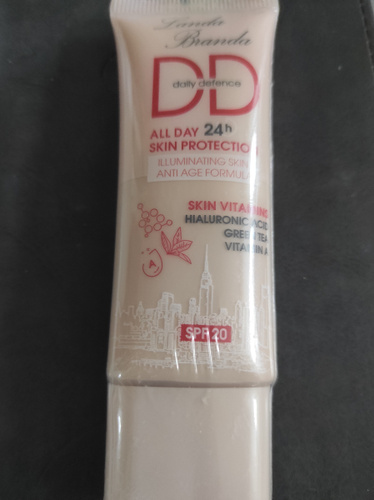 Landa
Branda
DD
daily defence
ALL DAY 24h
SKIN PROTECTION
ILLUMINATING SKIN
ANTI AGE FORMULA
SKIN VITAMINS
HYALURONIC ACID
GREEN TEA
VITAMIN A
A
SPF 20